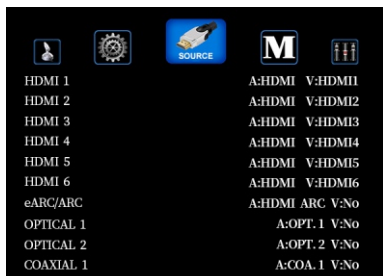 SOURCE M
HDMI 1 A:HDMI V:HDMI1
HDMI 2 A:HDMI V:HDMI2
HDMI 3 A:HDMI V:HDMI3
HDMI 4 A:HDMI V:HDMI4
HDMI 5 A:HDMI V:HDMI5
HDMI 6 A:HDMI V:HDMI6
eARC/ARC A:HDMI ARC V:No
OPTICAL 1 A:OPT. 1 V:No
OPTICAL 2 A:OPT. 2 V:No
COAXIAL 1 A:COA. 1 V:No